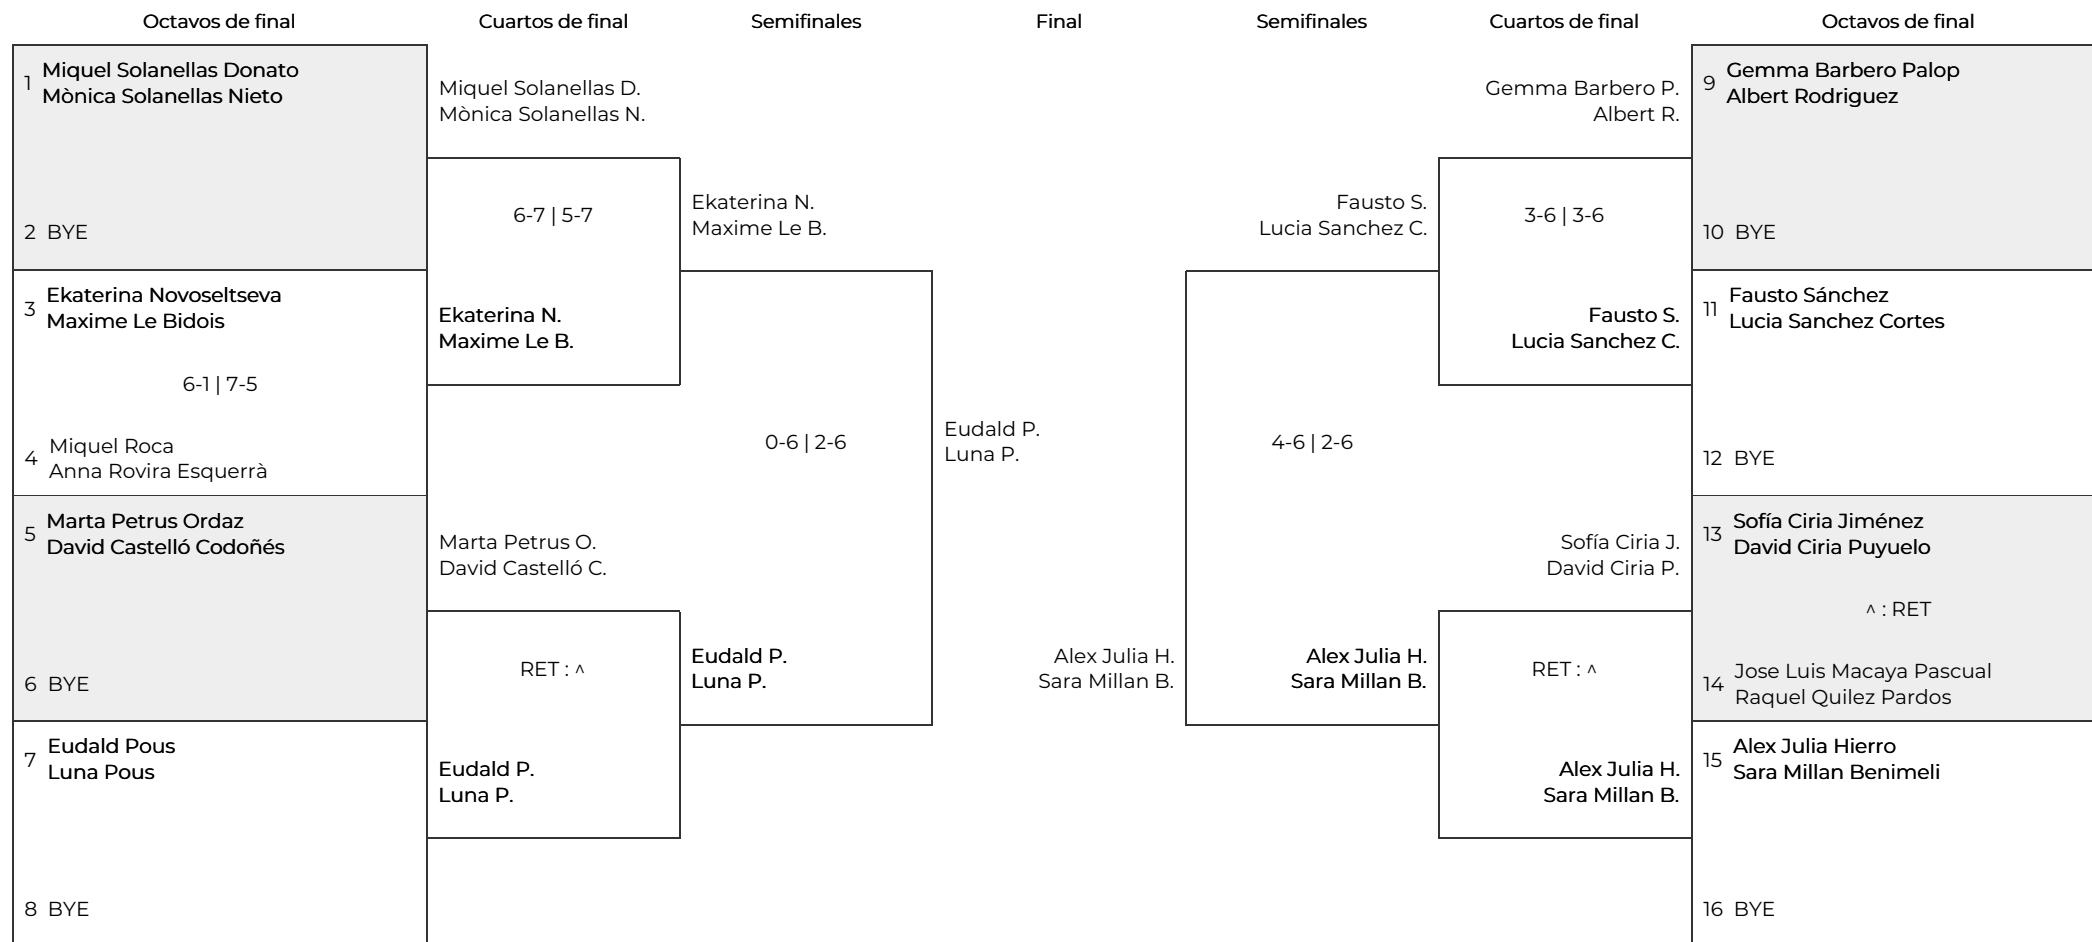 Octavos de final
Cuartos de final
Semifinales
Final
Semifinales
Cuartos de final
Octavos de final
1
Miquel Solanellas Donato
Mònica Solanellas Nieto
2 BYE
3
Ekaterina Novoseltseva
Maxime Le Bidois
6-1 | 7-5
4
Miquel Roca
Anna Rovira Esquerrà
5
Marta Petrus Ordaz
David Castelló Codoñés
6 BYE
7
Eudald Pous
Luna Pous
8 BYE
Miquel Solanellas D.
Mònica Solanellas N.
6-7 | 5-7
Ekaterina N.
Maxime Le B.
Marta Petrus O.
David Castelló C.
RET : ^
Eudald P.
Luna P.
Ekaterina N.
Maxime Le B.
0-6 | 2-6
Eudald P.
Luna P.
Eudald P.
Luna P.
Alex Julia H.
Sara Millan B.
Fausto S.
Lucia Sanchez C.
4-6 | 2-6
Alex Julia H.
Sara Millan B.
Gemma Barbero P.
Albert R.
3-6 | 3-6
Fausto S.
Lucia Sanchez C.
Sofía Ciria J.
David Ciria P.
RET : ^
Alex Julia H.
Sara Millan B.
9
Gemma Barbero Palop
Albert Rodriguez
10 BYE
11
Fausto Sánchez
Lucia Sanchez Cortes
12 BYE
13
Sofía Ciria Jiménez
David Ciria Puyuelo
^ : RET
14
Jose Luis Macaya Pascual
Raquel Quilez Pardos
15
Alex Julia Hierro
Sara Millan Benimeli
16 BYE